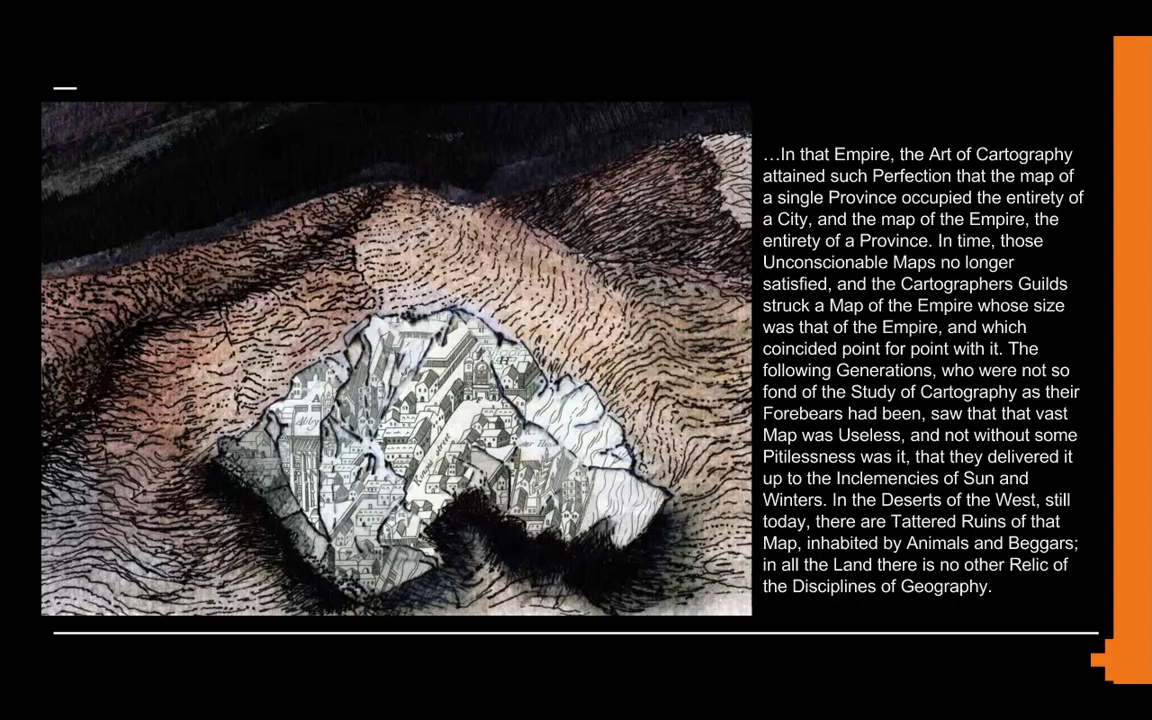 …In that Empire, the Art of Cartography
attained such Perfection that the map of
a single Province occupied the entirety of
a City, and the map of the Empire, the
entirety of a Province. In time, those
Unconscionable Maps no longer
satisfied, and the Cartographers Guilds
struck a Map of the Empire whose size
was that of the Empire, and which
coincided point for point with it. The
following Generations, who were not so
fond of the Study of Cartography as their
Forebears had been, saw that that vast
Map was Useless, and not without some
Pitilessness was it, that they delivered it
up to the Inclemencies of Sun and
Winters. In the Deserts of the West, still
today, there are Tattered Ruins of that
Map, inhabited by Animals and Beggars;
in all the Land there is no other Relic of
the Disciplines of Geography.
Abby